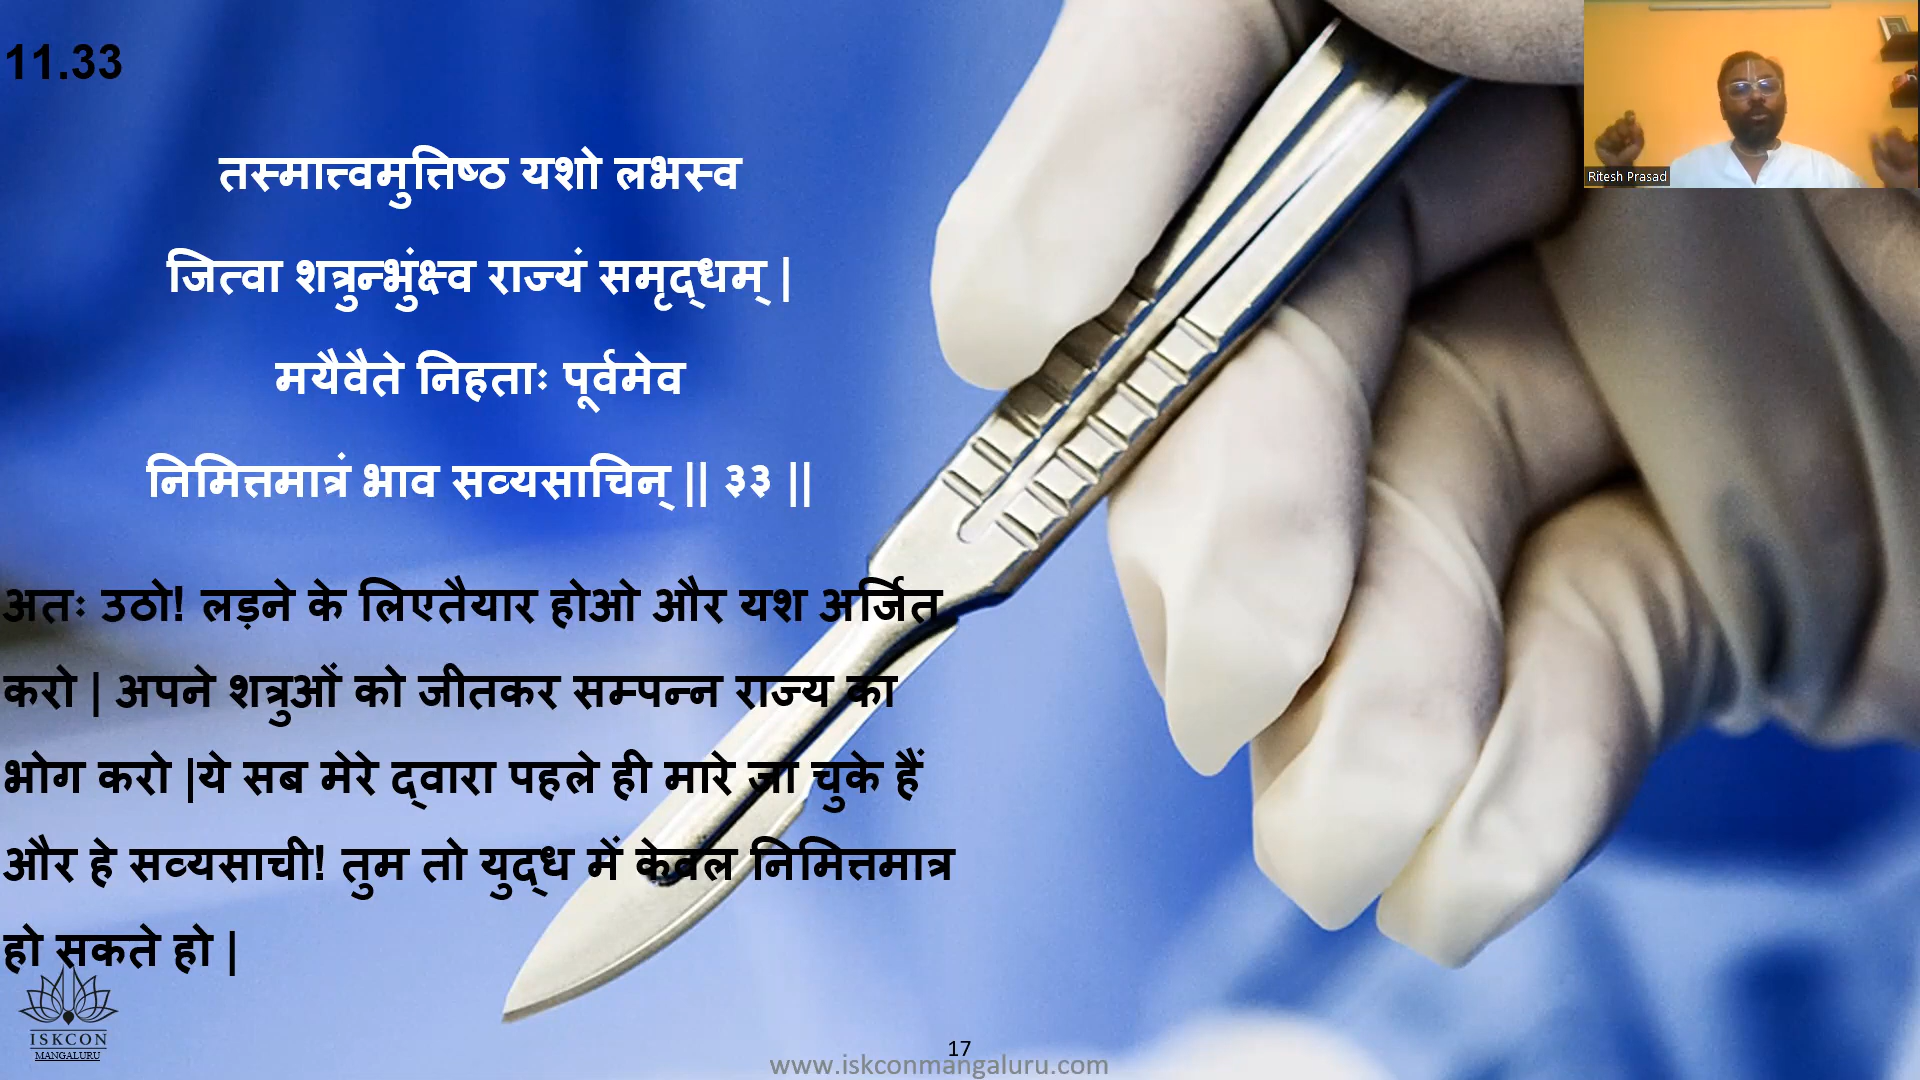 11.33
Ritesh Prasad
तस्मात्त्वमुत्तिष्ठ यशो लभस्व
जित्वा शत्रुन्भुंक्ष्व राज्यं समृद्धम् |
मयैवैते निहताः पूर्वमेव
निमित्तमात्रं भाव सव्यसाचिन् || ३३ ||
अतः उठो! लड़ने के लिएतैयार होओ और यश अर्जित
करो | अपने शत्रुओं को जीतकर सम्पन्न राज्य का
भोग करो |ये सब मेरे द्वारा पहले ही मारे जा चुके हैं
और हे सव्यसाची! तुम तो युद्ध में केवल निमित्तमात्र
हो सकते हो |
ISKCON
MANGALURU
17
www.iskconmangaluru.com